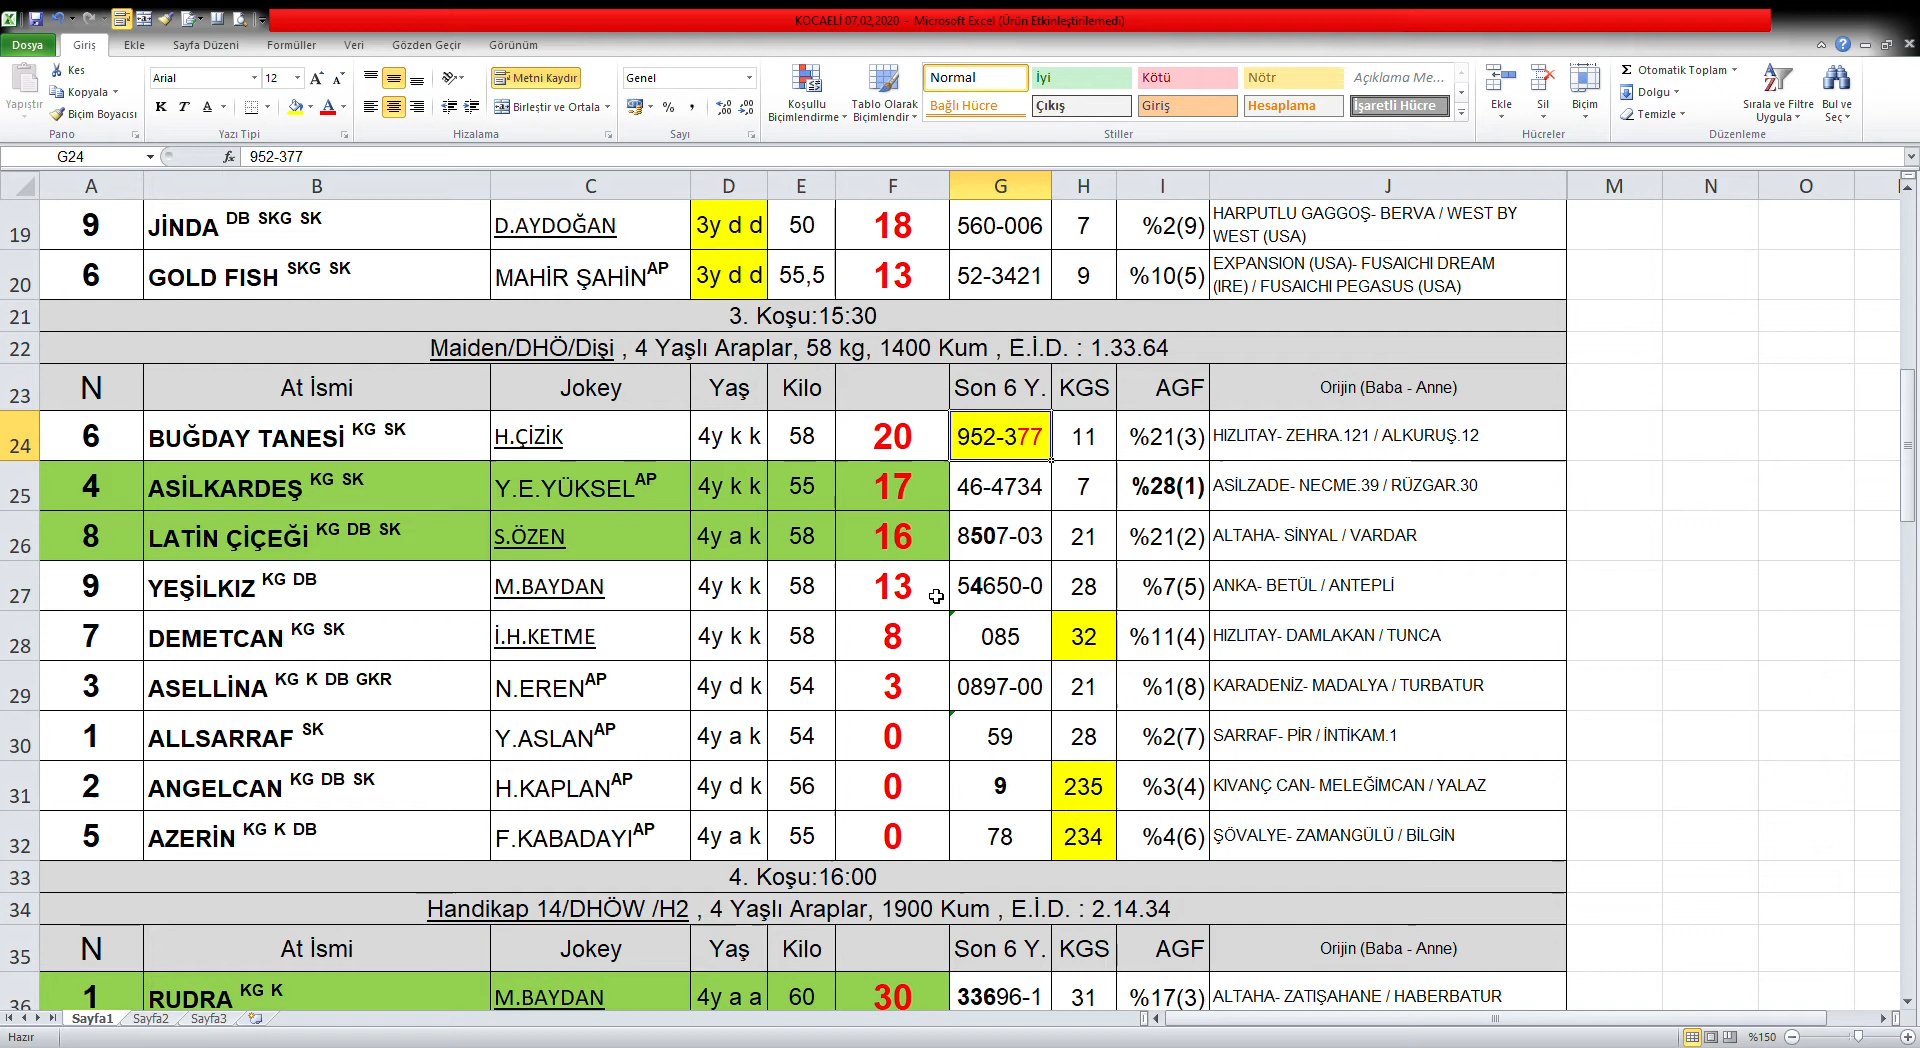 KOCAELİ 07,02,2020 - Microsoft Excel (Ürün Etkinleştirilemedi)
Dosya Giriş Ekle Sayfa Düzeni Formüller Veri Gözden Geçir Görünüm
Yapıştır Kes Kopyala Biçim Boyacısı Pano
Arial 12 K T A Yazı Tipi
Metni Kaydır Birleştir ve Ortala Hizalama
Genel % Sayı
Koşullu Biçimlendirme Tablo Olarak Biçimlendir
Normal İyi Kötü Nötr Açıklama Me...
Bağlı Hücre Çıkış Giriş Hesaplama İşaretli Hücre
Stiller
Ekle Sil Biçim Hücreler
Σ Otomatik Toplam Dolgu Temizle Sırala ve Filtre Uygula Bul ve Seç Düzenleme
G24 fx 952-377
A B C D E F G H I J M N O
19 9 JİNDA DB SKG SK D.AYDOĞAN 3y d d 50 18 560-006 7 %2(9) HARPUTLU GAGGOŞ- BERVA / WEST BY WEST (USA)
20 6 GOLD FISH SKG SK MAHİR ŞAHİN AP 3y d d 55,5 13 52-3421 9 %10(5) EXPANSION (USA)- FUSAICHI DREAM (IRE) / FUSAICHI PEGASUS (USA)
21 3. Koşu:15:30
22 Maiden/DHÖ/Dişi , 4 Yaşlı Araplar, 58 kg, 1400 Kum , E.İ.D. : 1.33.64
23 N At İsmi Jokey Yaş Kilo Son 6 Y. KGS AGF Orijin (Baba - Anne)
24 6 BUĞDAY TANESİ KG SK H.ÇİZİK 4y k k 58 20 952-377 11 %21(3) HIZLITAY- ZEHRA.121 / ALKURUŞ.12
25 4 ASİLKARDEŞ KG SK Y.E.YÜKSEL AP 4y k k 55 17 46-4734 7 %28(1) ASİLZADE- NECME.39 / RÜZGAR.30
26 8 LATİN ÇİÇEĞİ KG DB SK S.ÖZEN 4y a k 58 16 8507-03 21 %21(2) ALTAHA- SİNYAL / VARDAR
27 9 YEŞİLKIZ KG DB M.BAYDAN 4y k k 58 13 54650-0 28 %7(5) ANKA- BETÜL / ANTEPLİ
28 7 DEMETCAN KG SK İ.H.KETME 4y k k 58 8 085 32 %11(4) HIZLITAY- DAMLAKAN / TUNCA
29 3 ASELLİNA KG K DB GKR N.EREN AP 4y d k 54 3 0897-00 21 %1(8) KARADENİZ- MADALYA / TURBATUR
30 1 ALLSARRAF SK Y.ASLAN AP 4y a k 54 0 59 28 %2(7) SARRAF- PİR / İNTİKAM.1
31 2 ANGELCAN KG DB SK H.KAPLAN AP 4y d k 56 0 9 235 %3(4) KIVANÇ CAN- MELEĞİMCAN / YALAZ
32 5 AZERİN KG K DB F.KABADAYI AP 4y a k 55 0 78 234 %4(6) ŞÖVALYE- ZAMANGÜLÜ / BİLGİN
33 4. Koşu:16:00
34 Handikap 14/DHÖW /H2 , 4 Yaşlı Araplar, 1900 Kum , E.İ.D. : 2.14.34
35 N At İsmi Jokey Yaş Kilo Son 6 Y. KGS AGF Orijin (Baba - Anne)
36 1 RUDRA KG K M.BAYDAN 4y a a 60 30 33696-1 31 %17(3) ALTAHA- ZATIŞAHANE / HABERBATUR
Sayfa1 Sayfa2 Sayfa3
Hazır %150